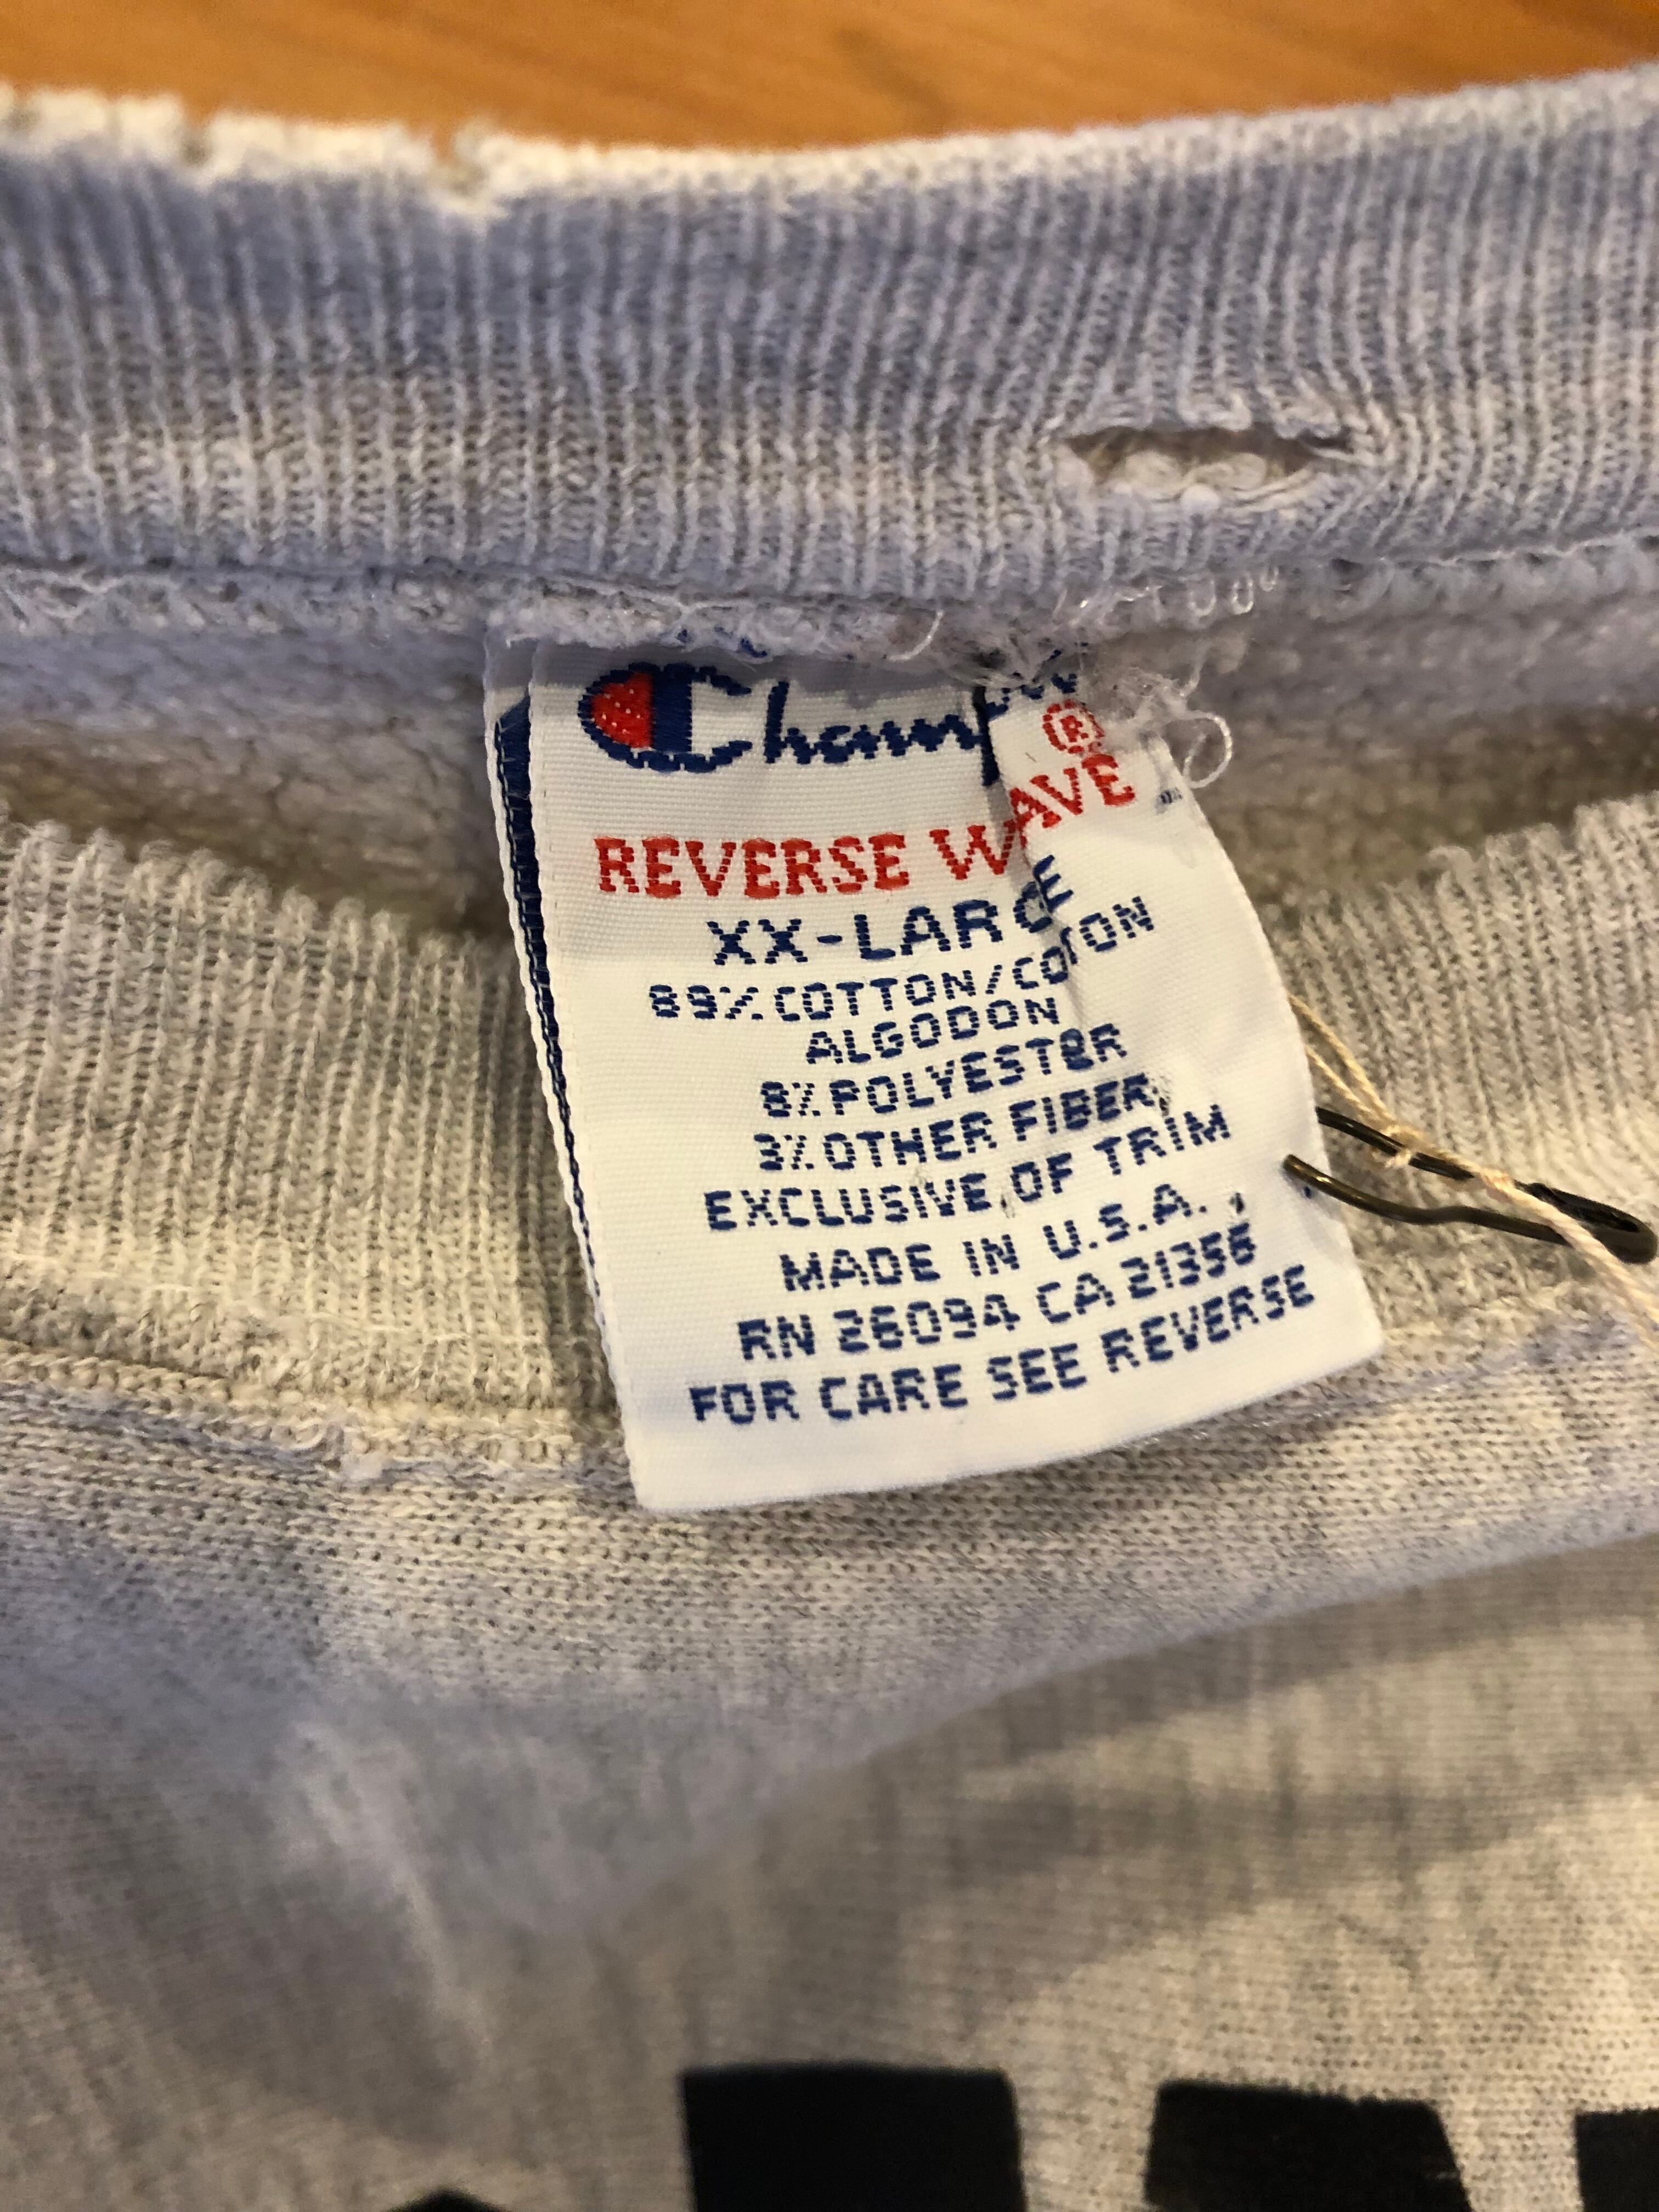 Champion
REVERSE WAVE®
XX-LARGE
89% COTTON/COTON
ALGODON
8% POLYESTER
3% OTHER FIBER
EXCLUSIVE OF TRIM
MADE IN U.S.A.
RN 26094 CA 21356
FOR CARE SEE REVERSE